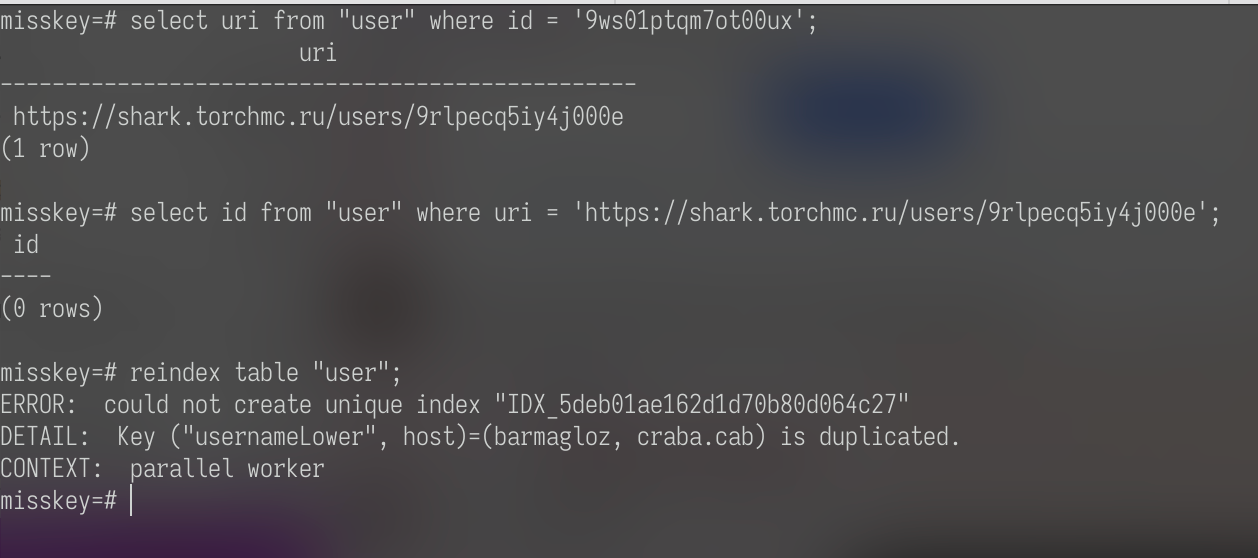 misskey=# select uri from "user" where id = '9ws01ptqm7ot00ux';
uri
-------------------------------------------------
https://shark.torchmc.ru/users/9rlpecq5iy4j000e
(1 row)
misskey=# select id from "user" where uri = 'https://shark.torchmc.ru/users/9rlpecq5iy4j000e';
id
----
(0 rows)
misskey=# reindex table "user";
ERROR:  could not create unique index "IDX_5deb01ae162d1d70b80d064c27"
DETAIL:  Key ("usernameLower", host)=(barmagloz, craba.cab) is duplicated.
CONTEXT:  parallel worker
misskey=#